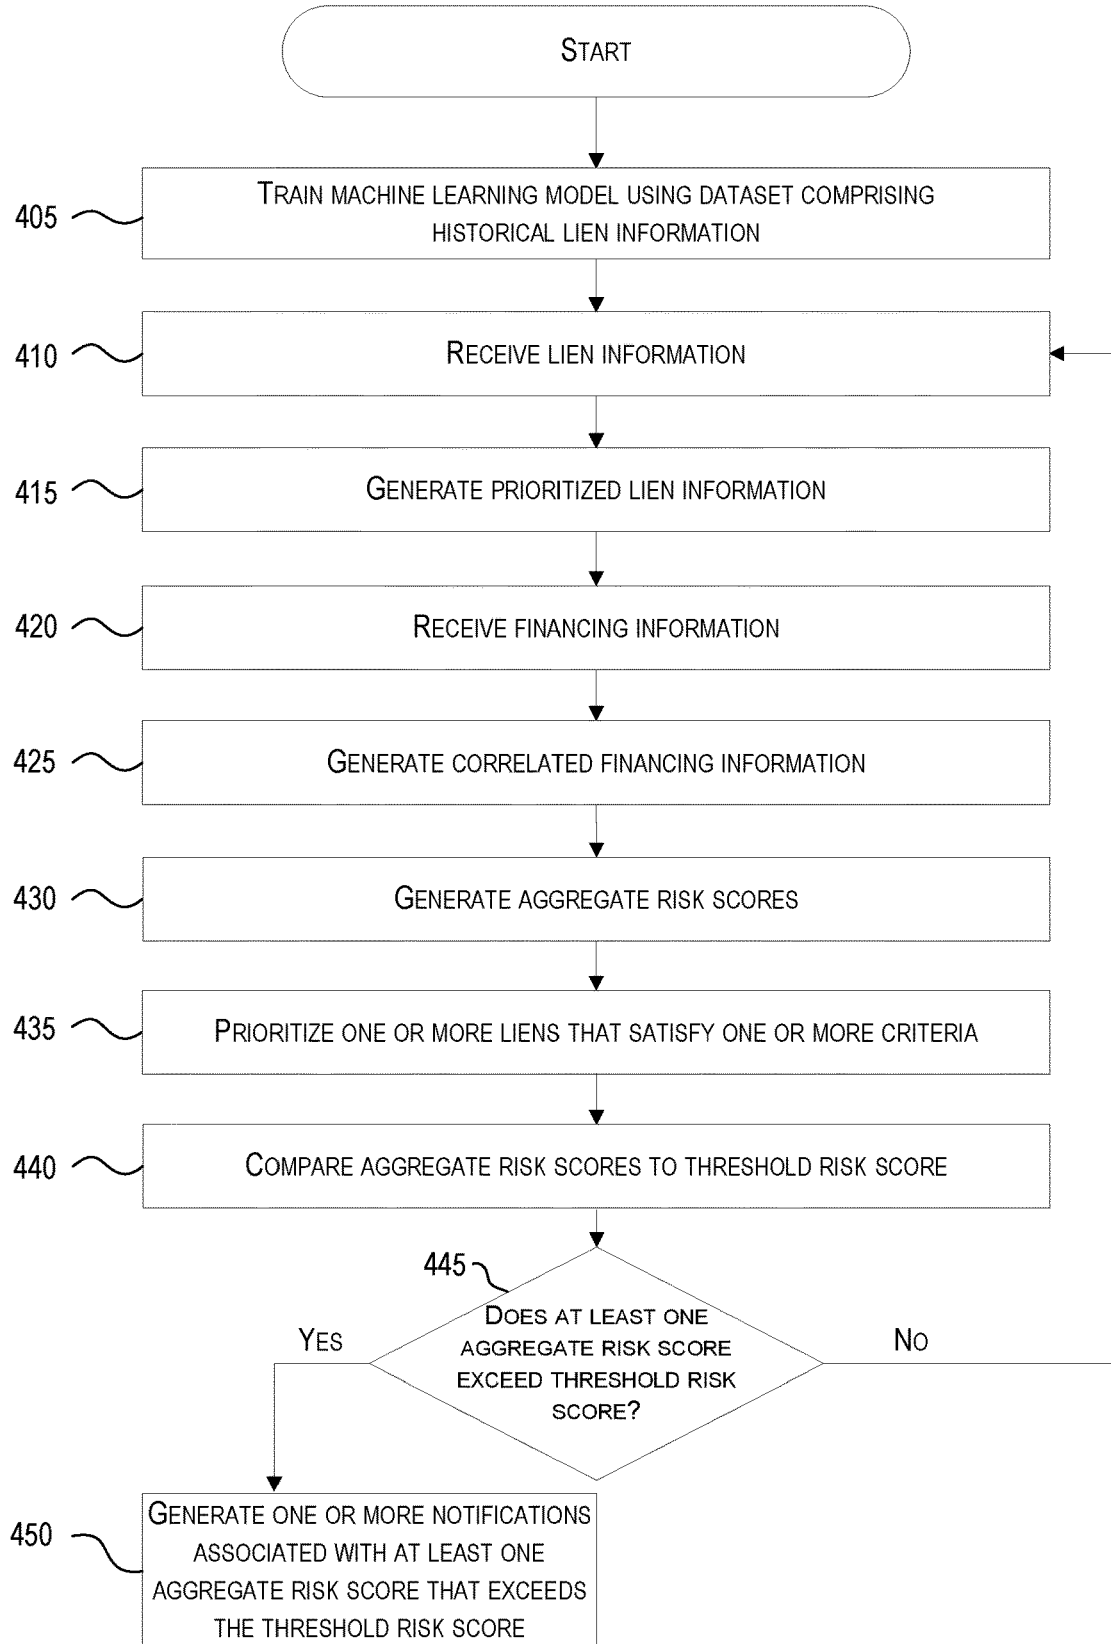 START
405
TRAIN MACHINE LEARNING MODEL USING DATASET COMPRISING
HISTORICAL LIEN INFORMATION
410
RECEIVE LIEN INFORMATION
415
GENERATE PRIORITIZED LIEN INFORMATION
420
RECEIVE FINANCING INFORMATION
425
GENERATE CORRELATED FINANCING INFORMATION
430
GENERATE AGGREGATE RISK SCORES
435
PRIORITIZE ONE OR MORE LIENS THAT SATISFY ONE OR MORE CRITERIA
440
COMPARE AGGREGATE RISK SCORES TO THRESHOLD RISK SCORE
445
DOES AT LEAST ONE
AGGREGATE RISK SCORE
EXCEED THRESHOLD RISK
SCORE?
YES
NO
450
GENERATE ONE OR MORE NOTIFICATIONS
ASSOCIATED WITH AT LEAST ONE
AGGREGATE RISK SCORE THAT EXCEEDS
THE THRESHOLD RISK SCORE